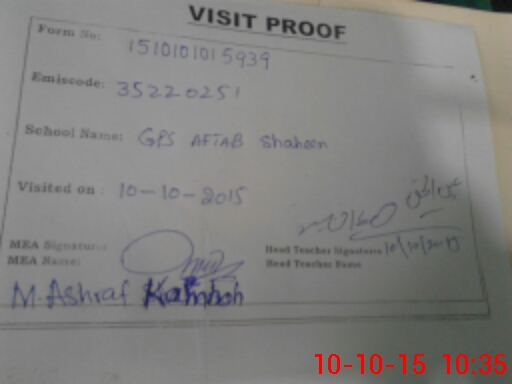 VISIT PROOF
Form No: 1510101015939
Emiscode: 35220251
School Name: GPS AFTAB Shaheen
Visited on : 10-10-2015
MEA Signature:
Head Teacher Signature 10/10/2015
MEA Name:
Head Teacher Name
M. Ashraf Kamboh
10-10-15 10:35